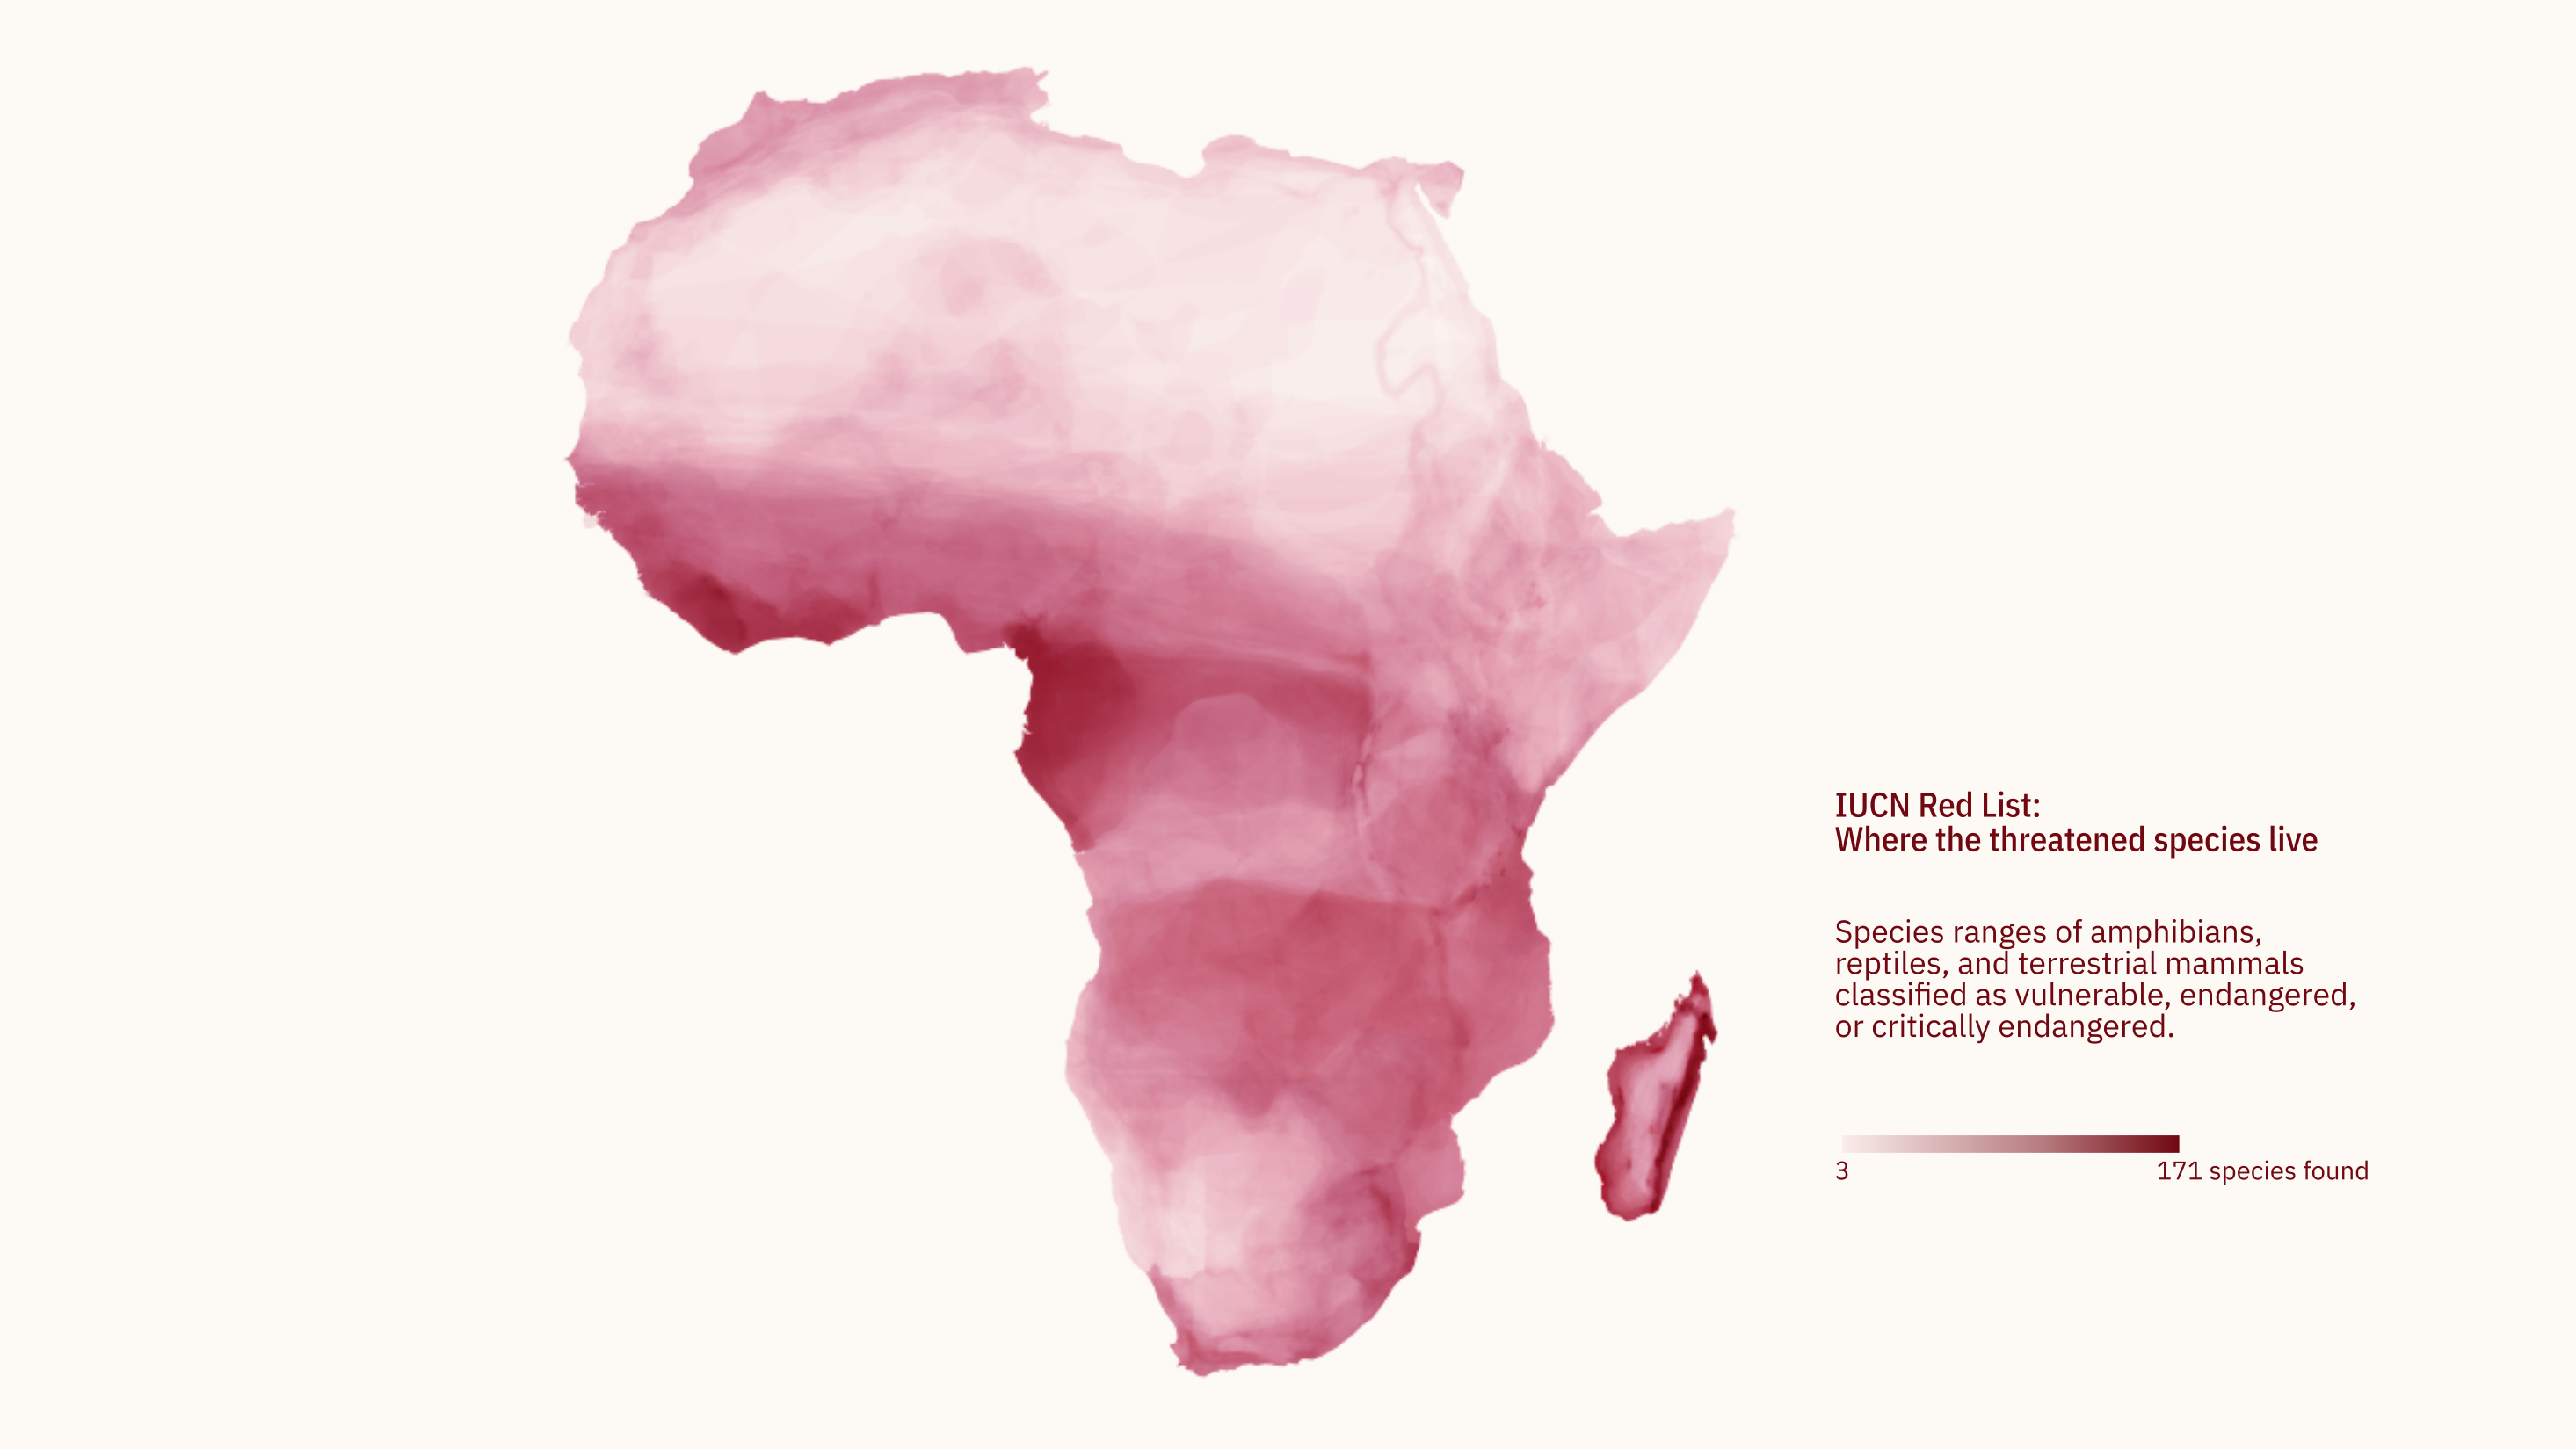 IUCN Red List:
Where the threatened species live
Species ranges of amphibians,
reptiles, and terrestrial mammals
classified as vulnerable, endangered,
or critically endangered.
3
171 species found